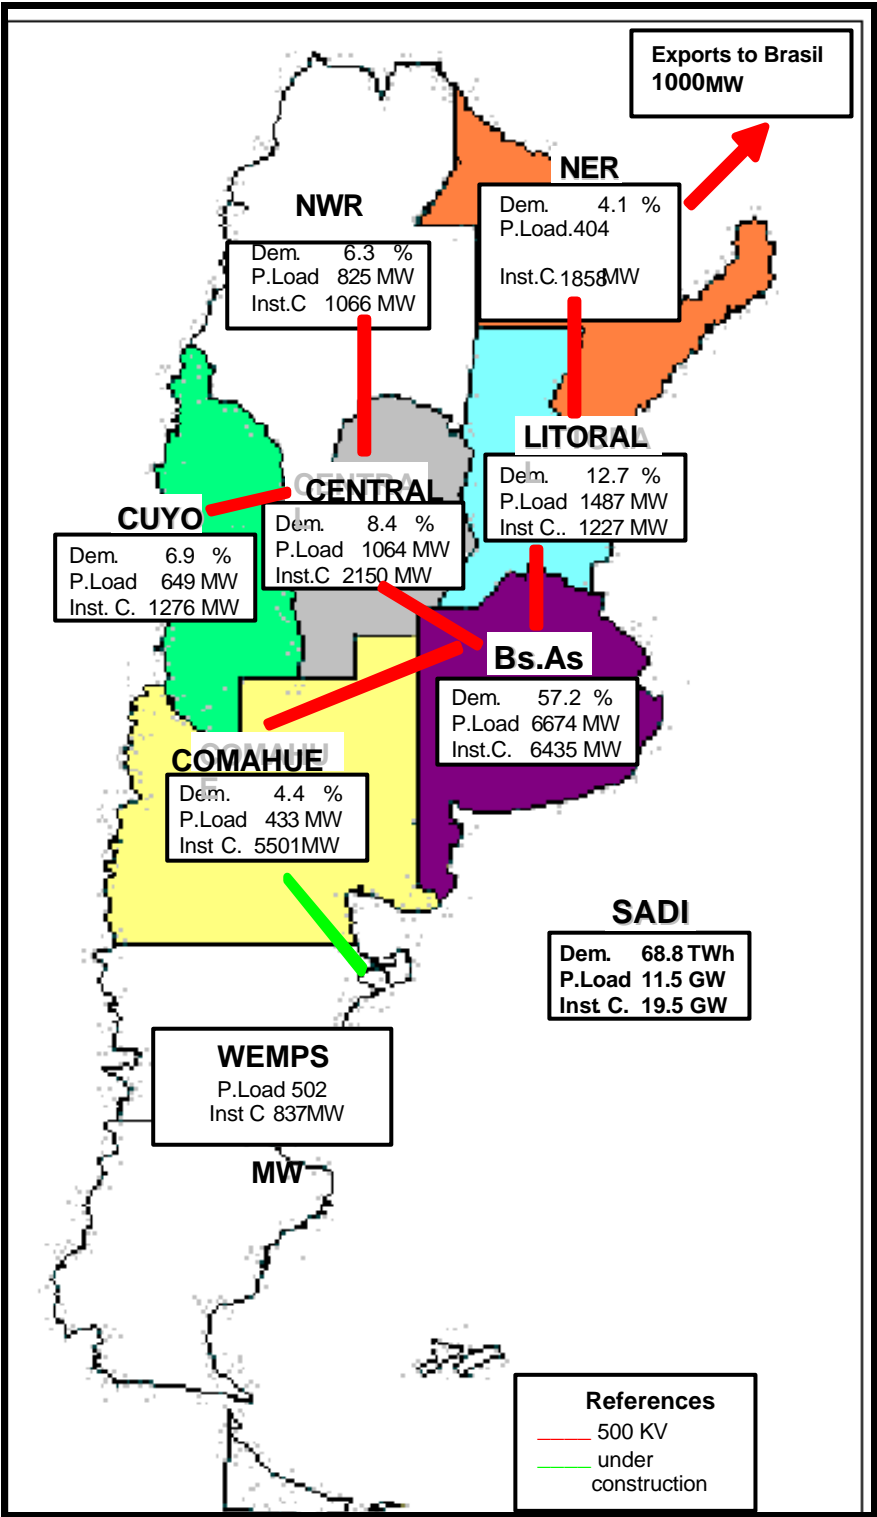 Exports to Brasil
1000MW
NER
Dem. 4.1 %
P.Load.404
Inst.C.1858MW
NWR
Dem. 6.3 %
P.Load 825 MW
Inst.C 1066 MW
LITORAL
Dem. 12.7 %
P.Load 1487 MW
Inst C.. 1227 MW
CENTRAL
Dem. 8.4 %
P.Load 1064 MW
Inst.C 2150 MW
CUYO
Dem. 6.9 %
P.Load 649 MW
Inst. C. 1276 MW
Bs.As
Dem. 57.2 %
P.Load 6674 MW
Inst.C. 6435 MW
COMAHUE
Dem. 4.4 %
P.Load 433 MW
Inst C. 5501MW
SADI
Dem. 68.8 TWh
P.Load 11.5 GW
Inst. C. 19.5 GW
WEMPS
P.Load 502
Inst C 837MW
MW
References
500 KV
under
construction